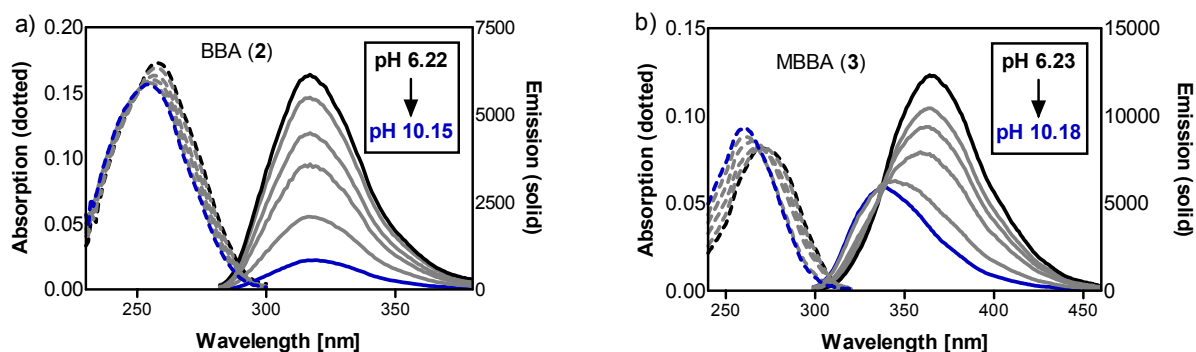 a)
BBA (2)
pH 6.22
pH 10.15
0.20
0.15
0.10
0.05
0.00
7500
5000
2500
0
250
300
350
Absorption (dotted)
Emission (solid)
Wavelength [nm]
b)
MBBA (3)
pH 6.23
pH 10.18
0.15
0.10
0.05
0.00
15000
10000
5000
0
250
300
350
400
450
Absorption (dotted)
Emission (solid)
Wavelength [nm]